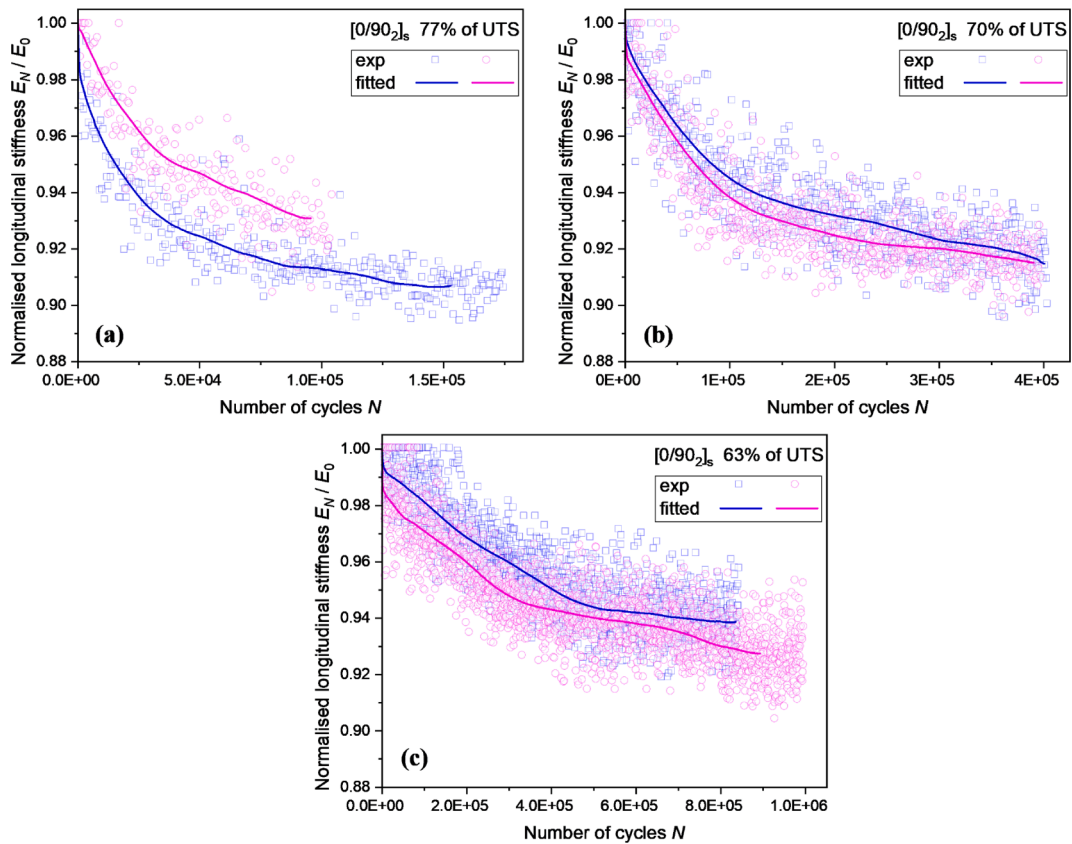 [0/90₂]ₛ 77% of UTS
exp
fitted
Normalised longitudinal stiffness E_N / E_0
1.00
0.98
0.96
0.94
0.92
0.90
0.88
(a)
0.0E+00 5.0E+04 1.0E+05 1.5E+05
Number of cycles N
[0/90₂]ₛ 70% of UTS
exp
fitted
Normalized longitudinal stiffness E_N / E_0
1.00
0.98
0.96
0.94
0.92
0.90
0.88
(b)
0E+00 1E+05 2E+05 3E+05 4E+05
Number of cycles N
[0/90₂]ₛ 63% of UTS
exp
fitted
Normalised longitudinal stiffness E_N / E_0
1.00
0.98
0.96
0.94
0.92
0.90
0.88
(c)
0.0E+00 2.0E+05 4.0E+05 6.0E+05 8.0E+05 1.0E+06
Number of cycles N